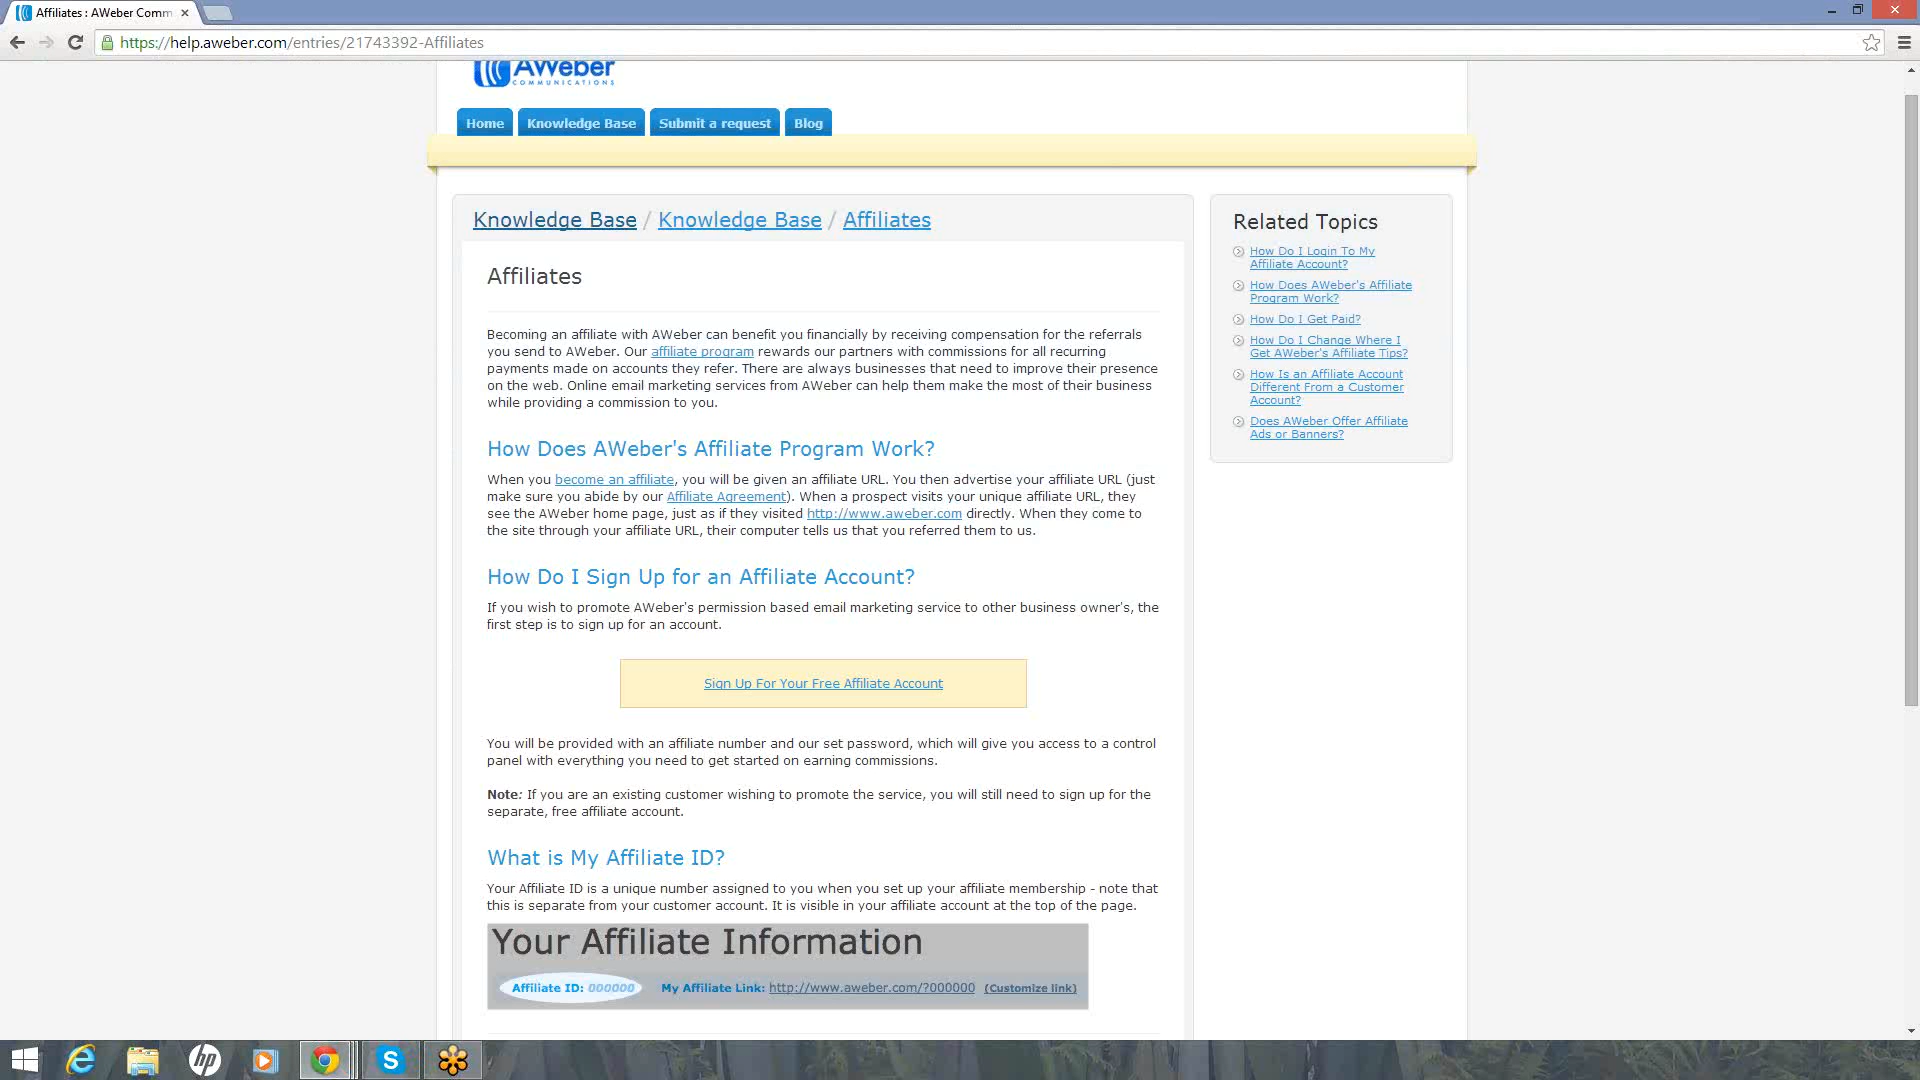 Affiliates : AWeber Comm
https://help.aweber.com/entries/21743392-Affiliates
AWeber
COMMUNICATIONS
Home
Knowledge Base
Submit a request
Blog
Knowledge Base / Knowledge Base / Affiliates
Affiliates
Becoming an affiliate with AWeber can benefit you financially by receiving compensation for the referrals
you send to AWeber. Our affiliate program rewards our partners with commissions for all recurring
payments made on accounts they refer. There are always businesses that need to improve their presence
on the web. Online email marketing services from AWeber can help them make the most of their business
while providing a commission to you.
How Does AWeber's Affiliate Program Work?
When you become an affiliate, you will be given an affiliate URL. You then advertise your affiliate URL (just
make sure you abide by our Affiliate Agreement). When a prospect visits your unique affiliate URL, they
see the AWeber home page, just as if they visited http://www.aweber.com directly. When they come to
the site through your affiliate URL, their computer tells us that you referred them to us.
How Do I Sign Up for an Affiliate Account?
If you wish to promote AWeber's permission based email marketing service to other business owner's, the
first step is to sign up for an account.
Sign Up For Your Free Affiliate Account
You will be provided with an affiliate number and our set password, which will give you access to a control
panel with everything you need to get started on earning commissions.
Note: If you are an existing customer wishing to promote the service, you will still need to sign up for the
separate, free affiliate account.
What is My Affiliate ID?
Your Affiliate ID is a unique number assigned to you when you set up your affiliate membership - note that
this is separate from your customer account. It is visible in your affiliate account at the top of the page.
Your Affiliate Information
Affiliate ID: 000000 My Affiliate Link: http://www.aweber.com/?000000 (Customize link)
Related Topics
How Do I Login To My
Affiliate Account?
How Does AWeber's Affiliate
Program Work?
How Do I Get Paid?
How Do I Change Where I
Get AWeber's Affiliate Tips?
How Is an Affiliate Account
Different From a Customer
Account?
Does AWeber Offer Affiliate
Ads or Banners?
hp
S